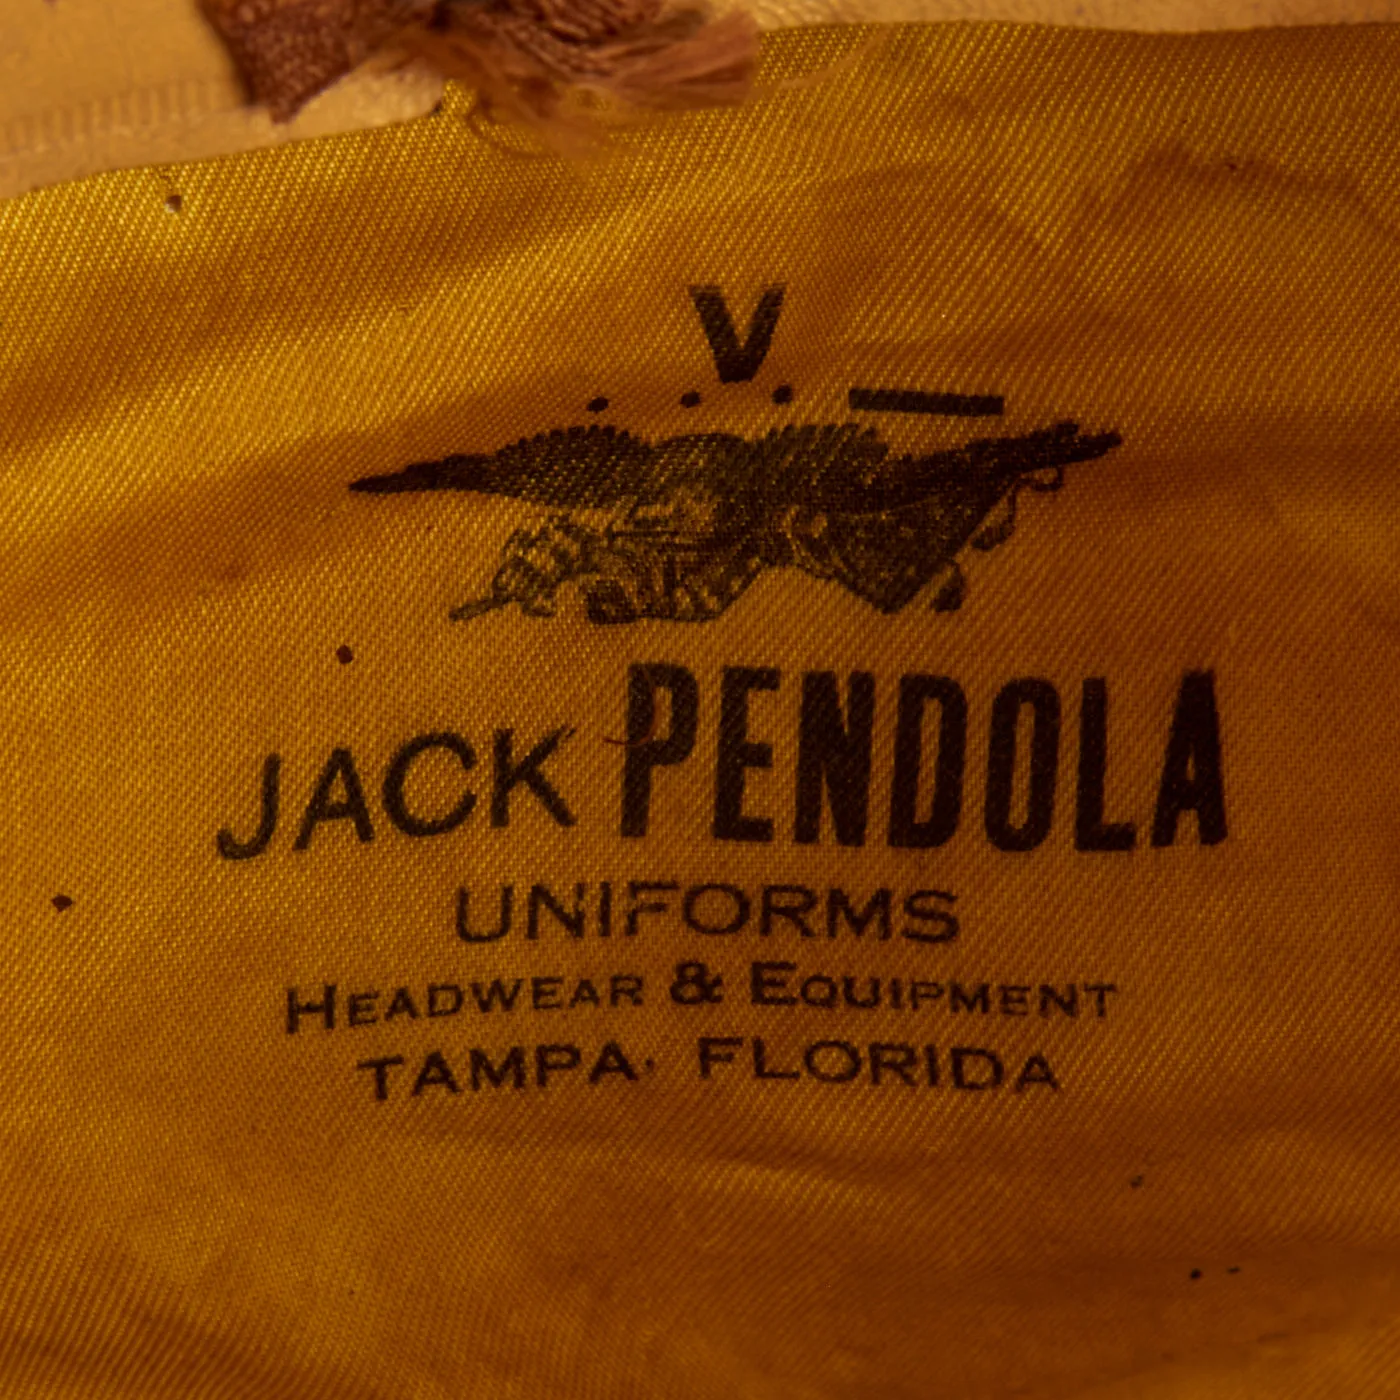 V
. . . —
JACK PENDOLA
UNIFORMS
HEADWEAR & EQUIPMENT
TAMPA· FLORIDA